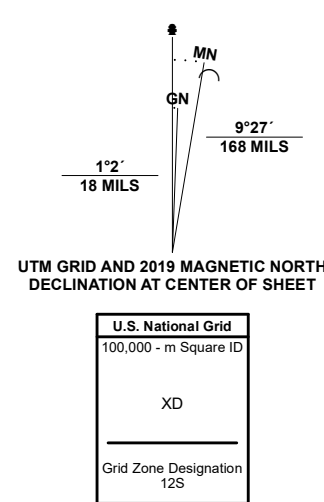 MN
GN
9°27´
168 MILS
1°2´
18 MILS
UTM GRID AND 2019 MAGNETIC NORTH
DECLINATION AT CENTER OF SHEET
U.S. National Grid
100,000 - m Square ID
XD
Grid Zone Designation
12S